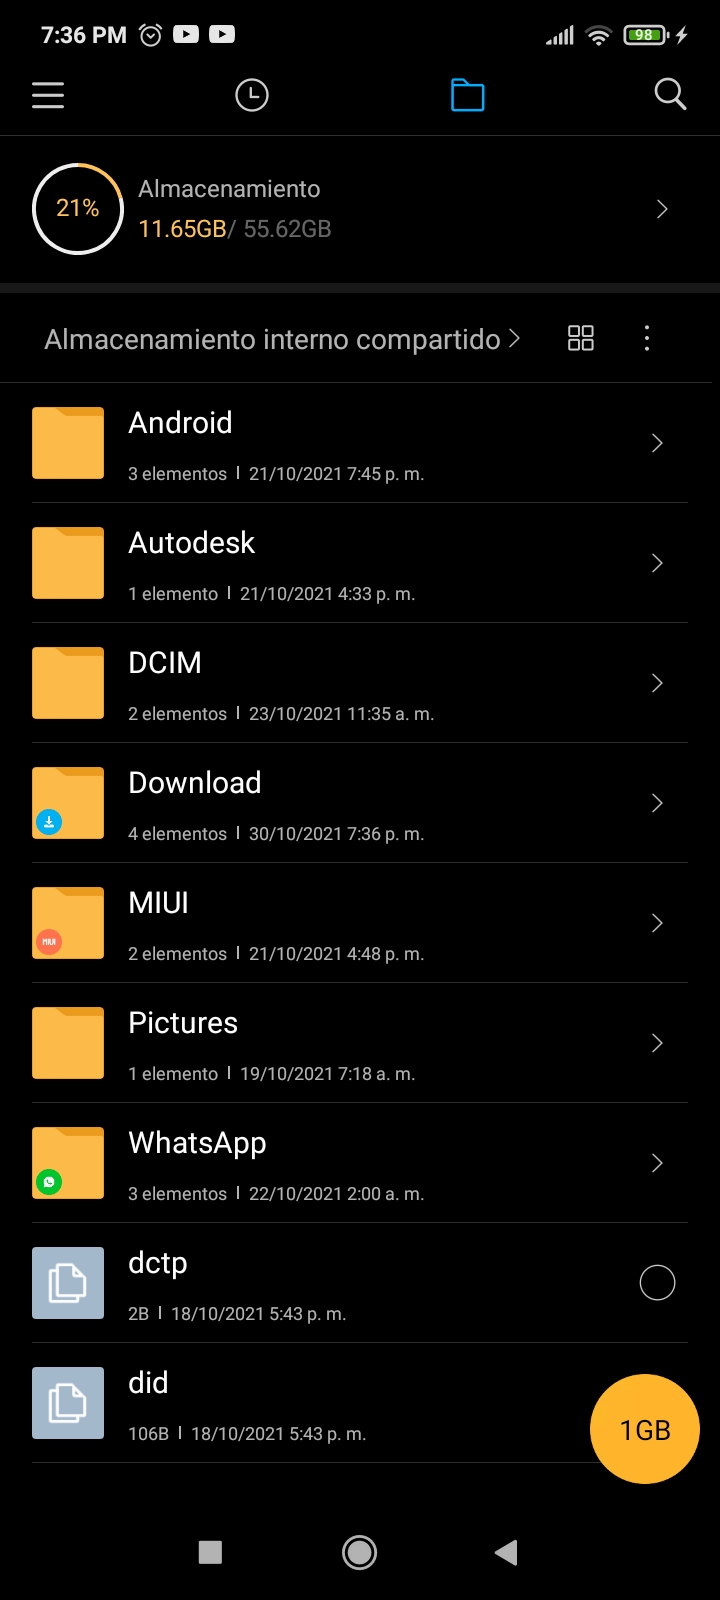 7:36 PM
98
21%
Almacenamiento
11.65GB/ 55.62GB
Almacenamiento interno compartido
Android
3 elementos | 21/10/2021 7:45 p. m.
Autodesk
1 elemento | 21/10/2021 4:33 p. m.
DCIM
2 elementos | 23/10/2021 11:35 a. m.
Download
4 elementos | 30/10/2021 7:36 p. m.
MIUI
MIUI
2 elementos | 21/10/2021 4:48 p. m.
Pictures
1 elemento | 19/10/2021 7:18 a. m.
WhatsApp
3 elementos | 22/10/2021 2:00 a. m.
dctp
2B | 18/10/2021 5:43 p. m.
did
106B | 18/10/2021 5:43 p. m.
1GB